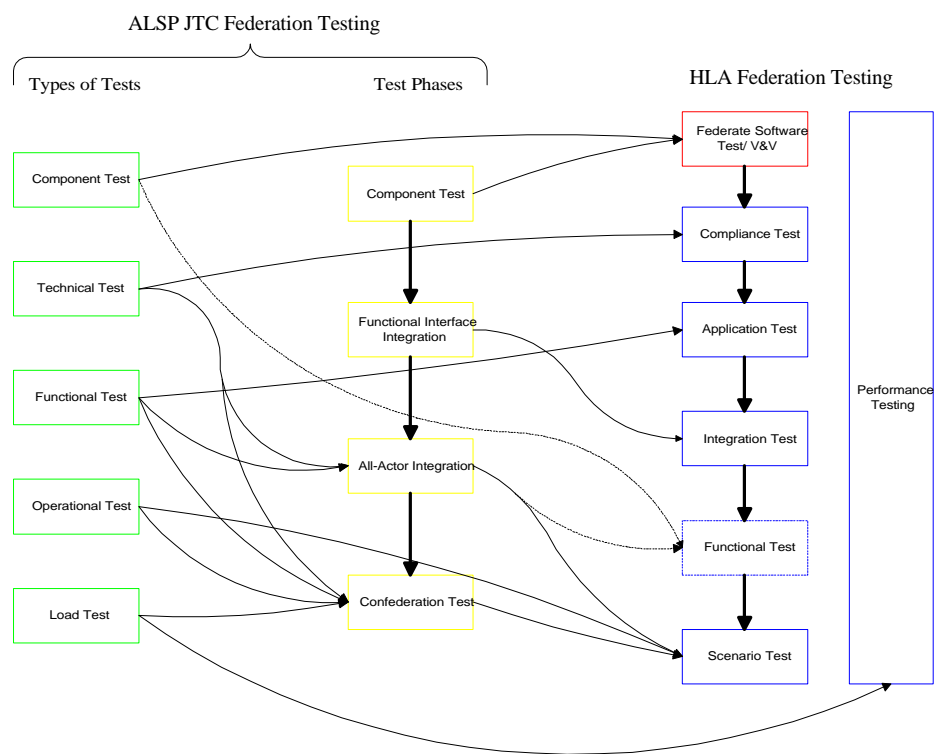 ALSP JTC Federation Testing
Types of Tests
Test Phases
HLA Federation Testing
Component Test
Technical Test
Functional Test
Operational Test
Load Test
Component Test
Functional Interface
Integration
All-Actor Integration
Confederation Test
Federate Software
Test/ V&V
Compliance Test
Application Test
Integration Test
Functional Test
Scenario Test
Performance
Testing